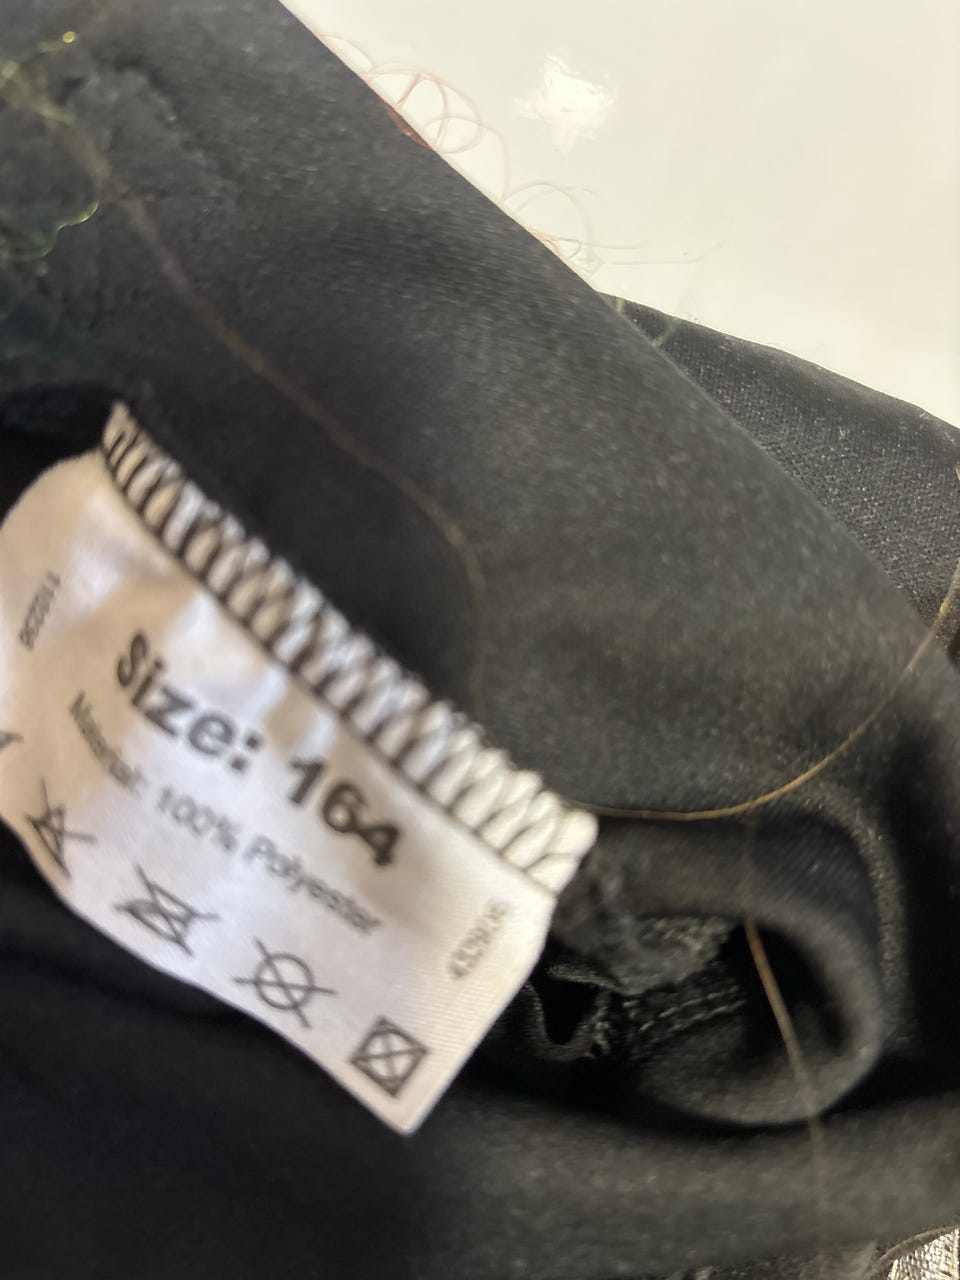 Size: 164
Material: 100% Polyester